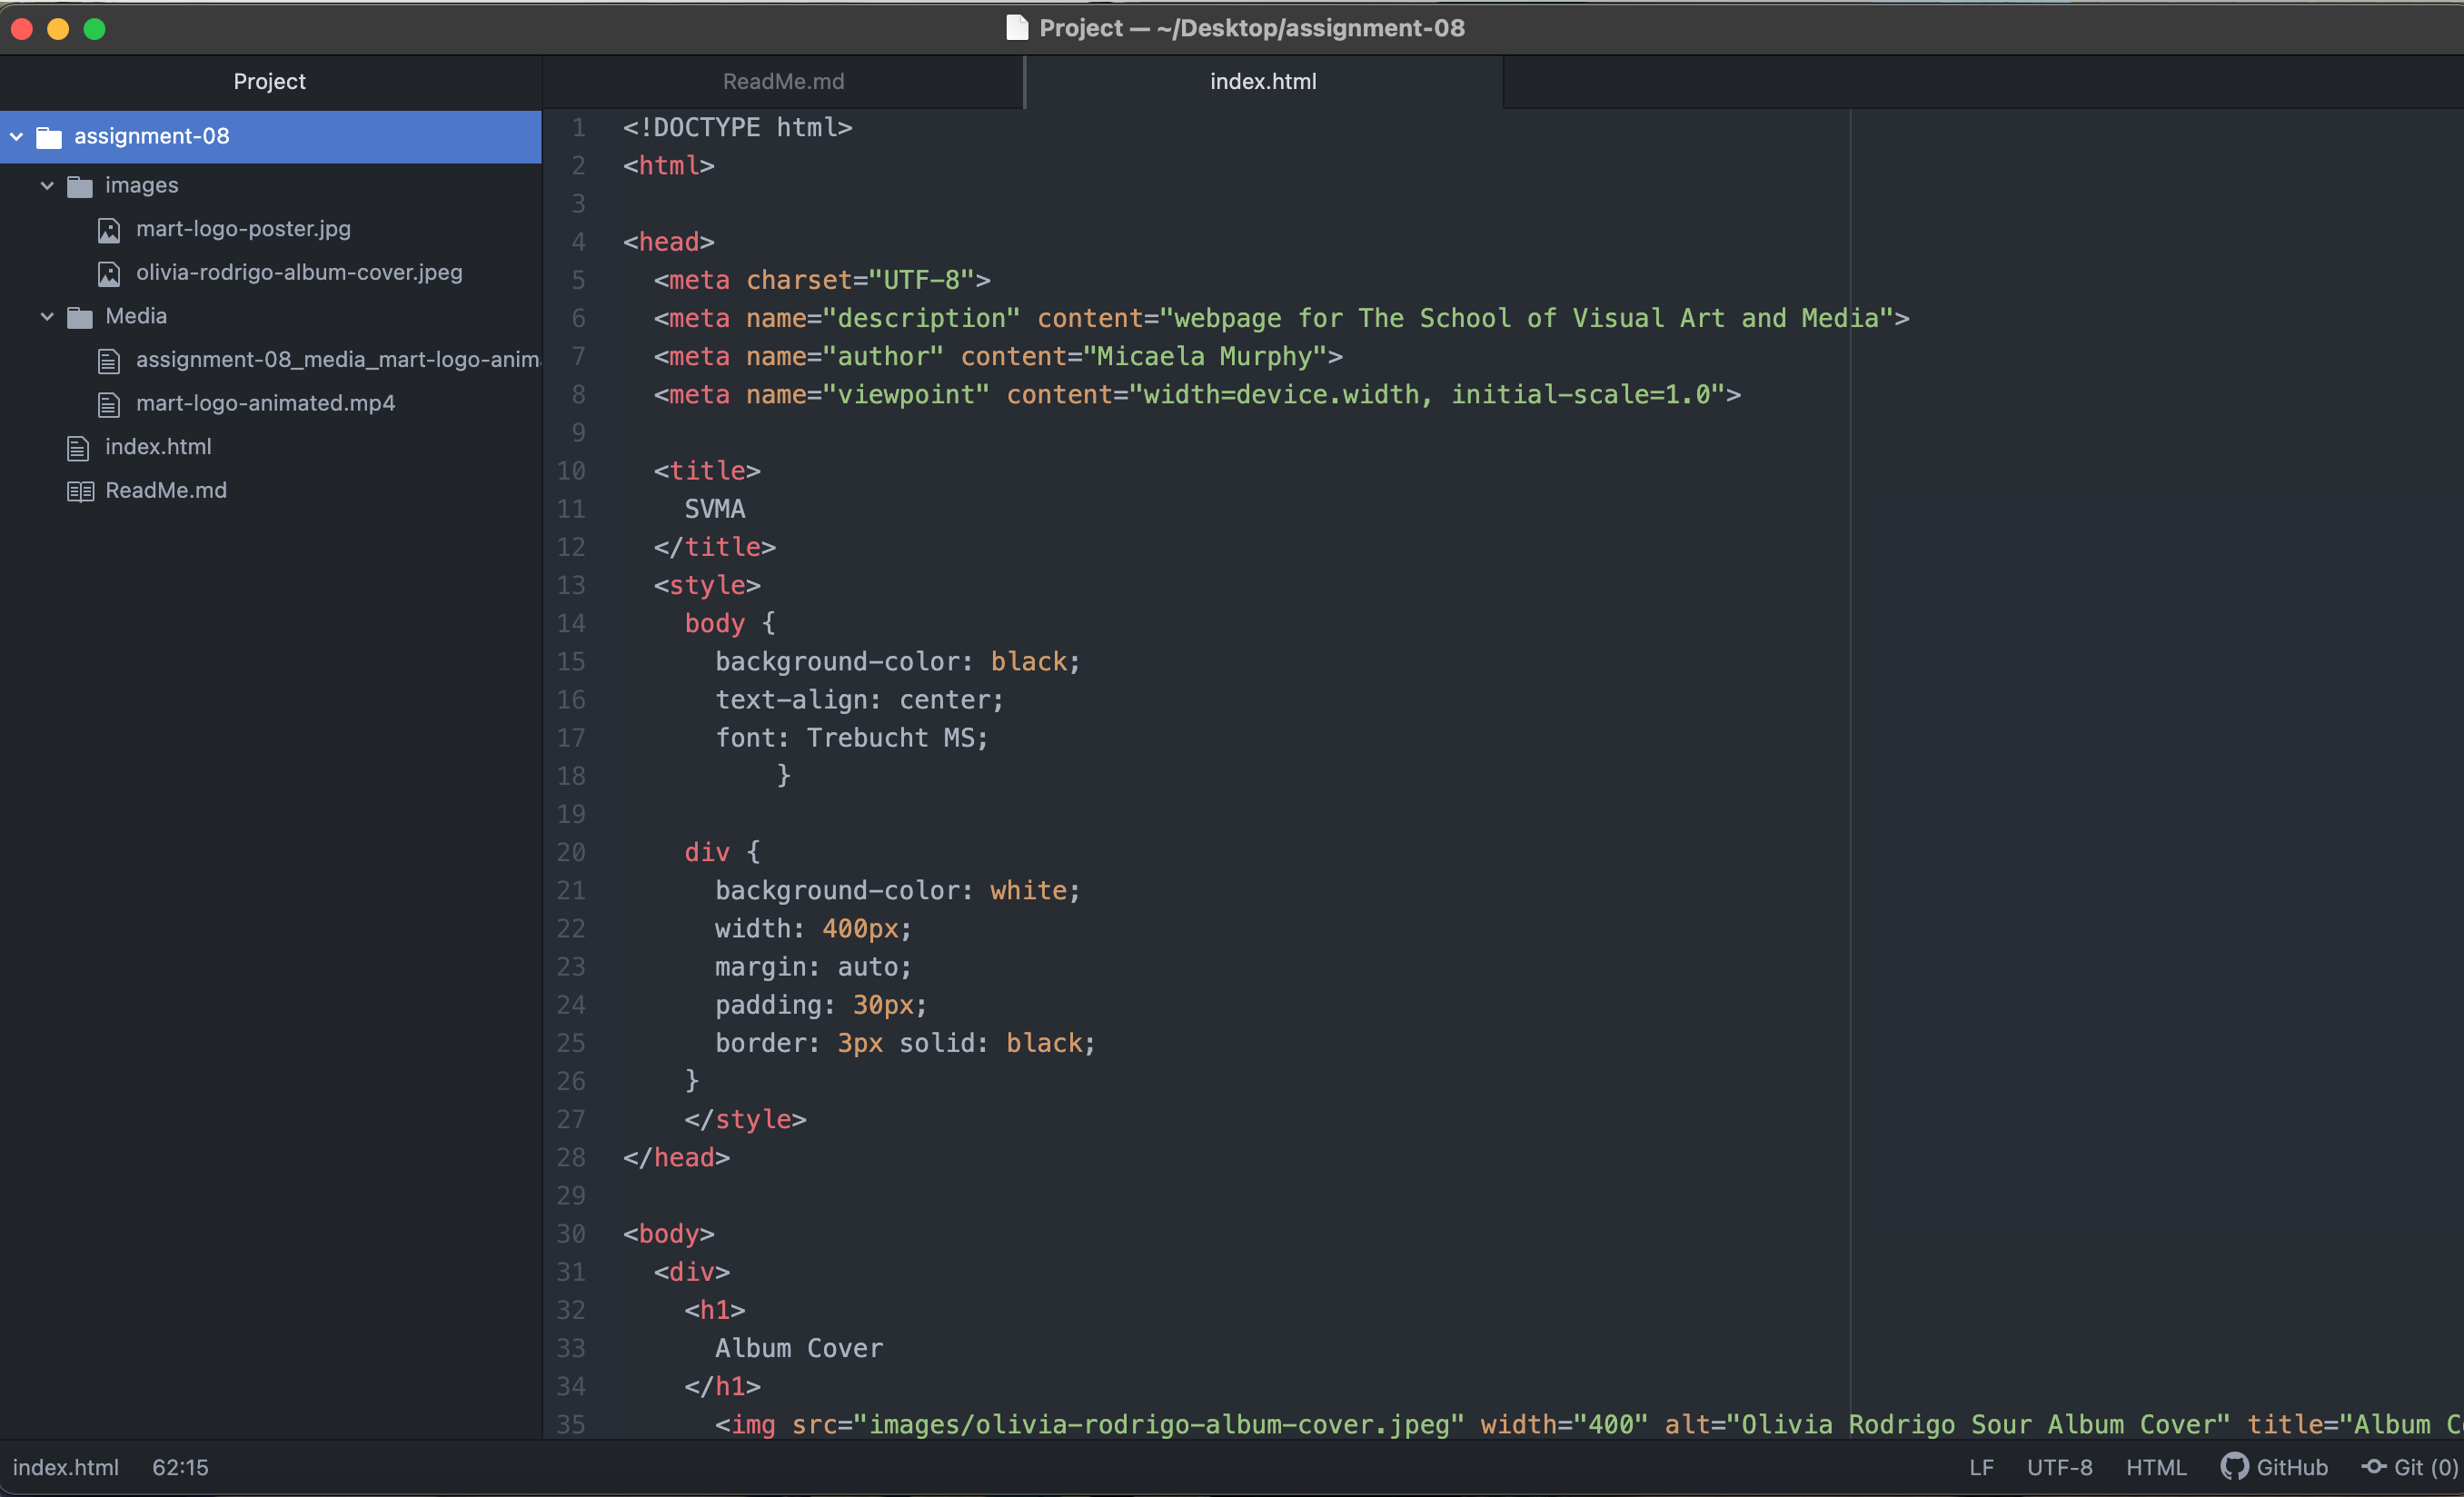 Project — ~/Desktop/assignment-08
Project
ReadMe.md
index.html
assignment-08
images
mart-logo-poster.jpg
olivia-rodrigo-album-cover.jpeg
Media
assignment-08_media_mart-logo-anim
mart-logo-animated.mp4
index.html
ReadMe.md
1 <!DOCTYPE html>
2 <html>
3
4 <head>
5 <meta charset="UTF-8">
6 <meta name="description" content="webpage for The School of Visual Art and Media">
7 <meta name="author" content="Micaela Murphy">
8 <meta name="viewpoint" content="width=device.width, initial-scale=1.0">
9
10 <title>
11 SVMA
12 </title>
13 <style>
14 body {
15 background-color: black;
16 text-align: center;
17 font: Trebucht MS;
18 }
19
20 div {
21 background-color: white;
22 width: 400px;
23 margin: auto;
24 padding: 30px;
25 border: 3px solid: black;
26 }
27 </style>
28 </head>
29
30 <body>
31 <div>
32 <h1>
33 Album Cover
34 </h1>
35 <img src="images/olivia-rodrigo-album-cover.jpeg" width="400" alt="Olivia Rodrigo Sour Album Cover" title="Album C
index.html 62:15 LF UTF-8 HTML GitHub Git (0)